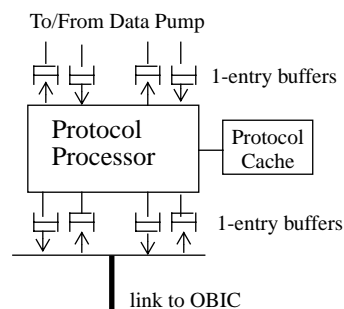 To/From Data Pump
1-entry buffers
Protocol
Processor
Protocol
Cache
1-entry buffers
link to OBIC